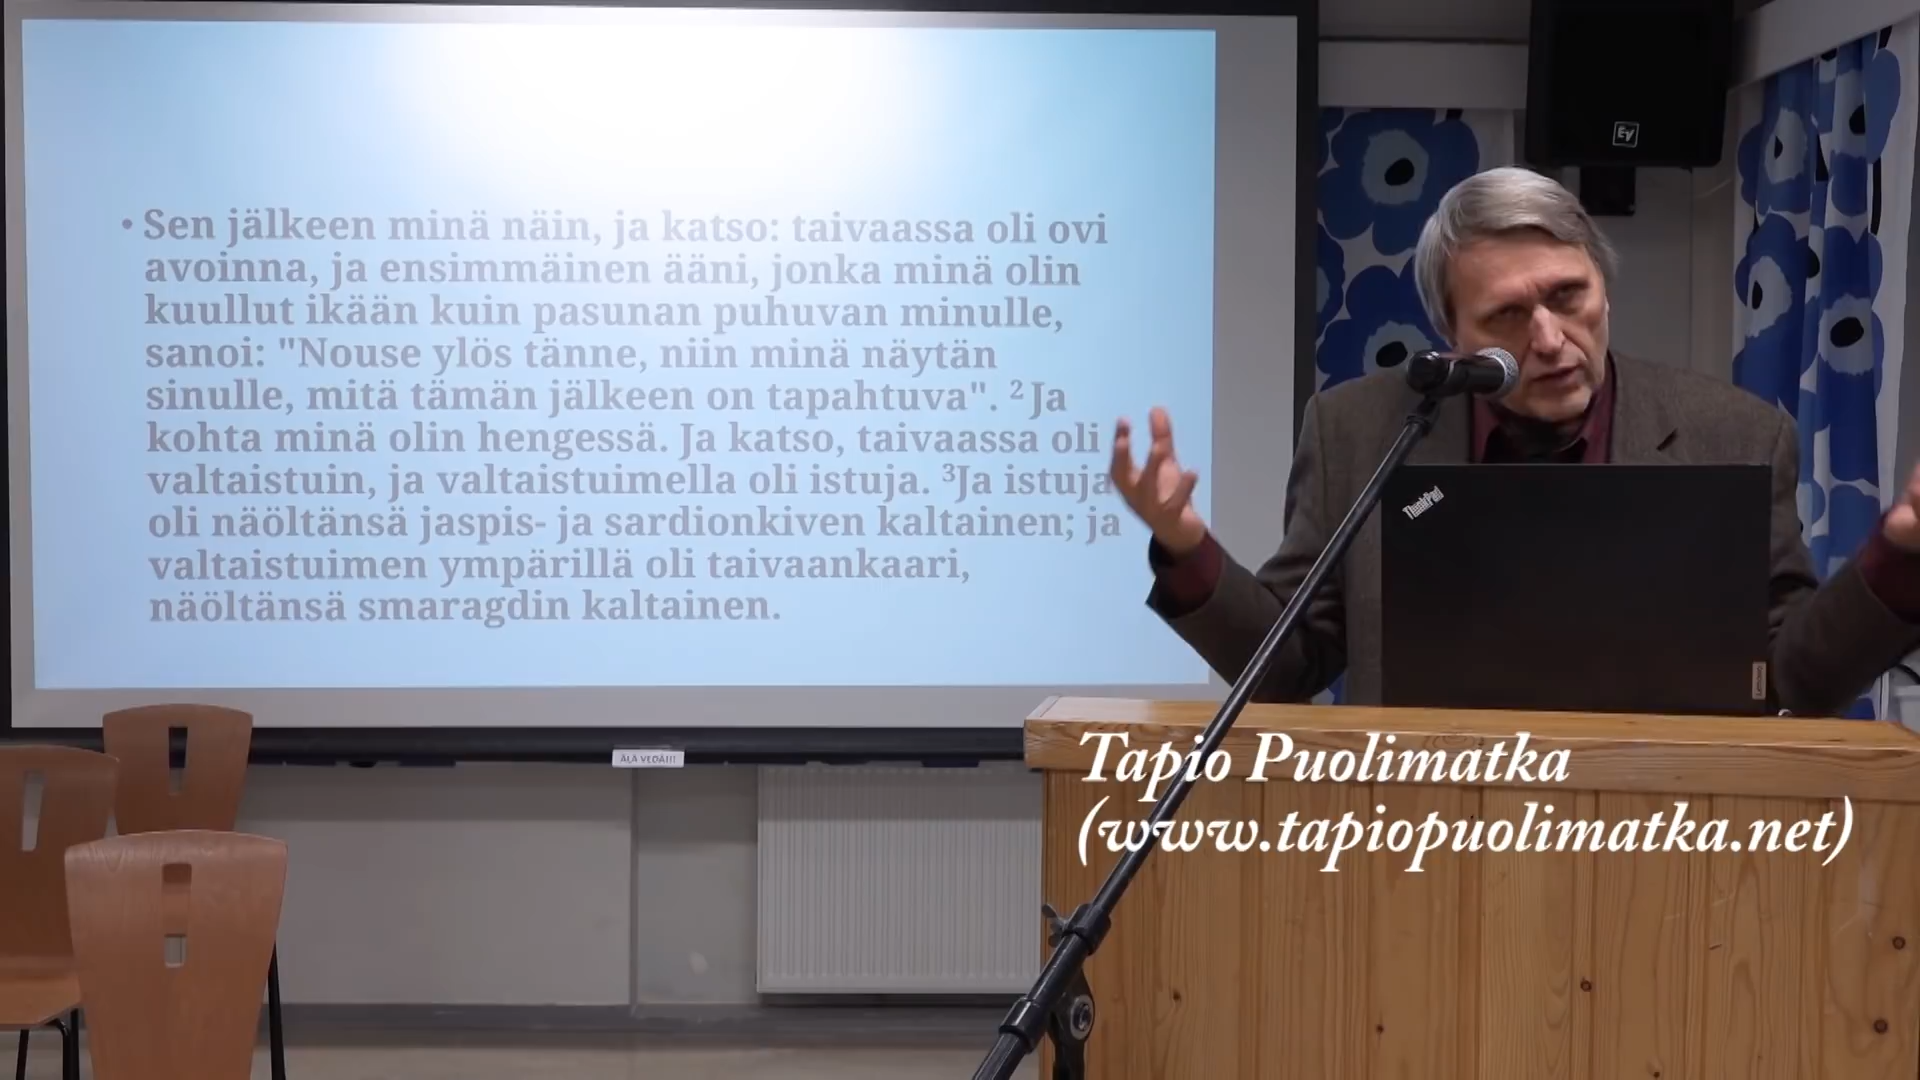 • Sen jälkeen minä näin, ja katso: taivaassa oli ovi
avoinna, ja ensimmäinen ääni, jonka minä olin
kuullut ikään kuin pasunan puhuvan minulle,
sanoi: "Nouse ylös tänne, niin minä näytän
sinulle, mitä tämän jälkeen on tapahtuva". ² Ja
kohta minä olin hengessä. Ja katso, taivaassa oli
valtaistuin, ja valtaistuimella oli istuja. ³Ja istuja
oli näöltänsä jaspis- ja sardionkiven kaltainen; ja
valtaistuimen ympärillä oli taivaankaari,
näöltänsä smaragdin kaltainen.
EV
ThinkPad
Lenovo
ÄLÄ VEDÄ!!!
Tapio Puolimatka
(www.tapiopuolimatka.net)